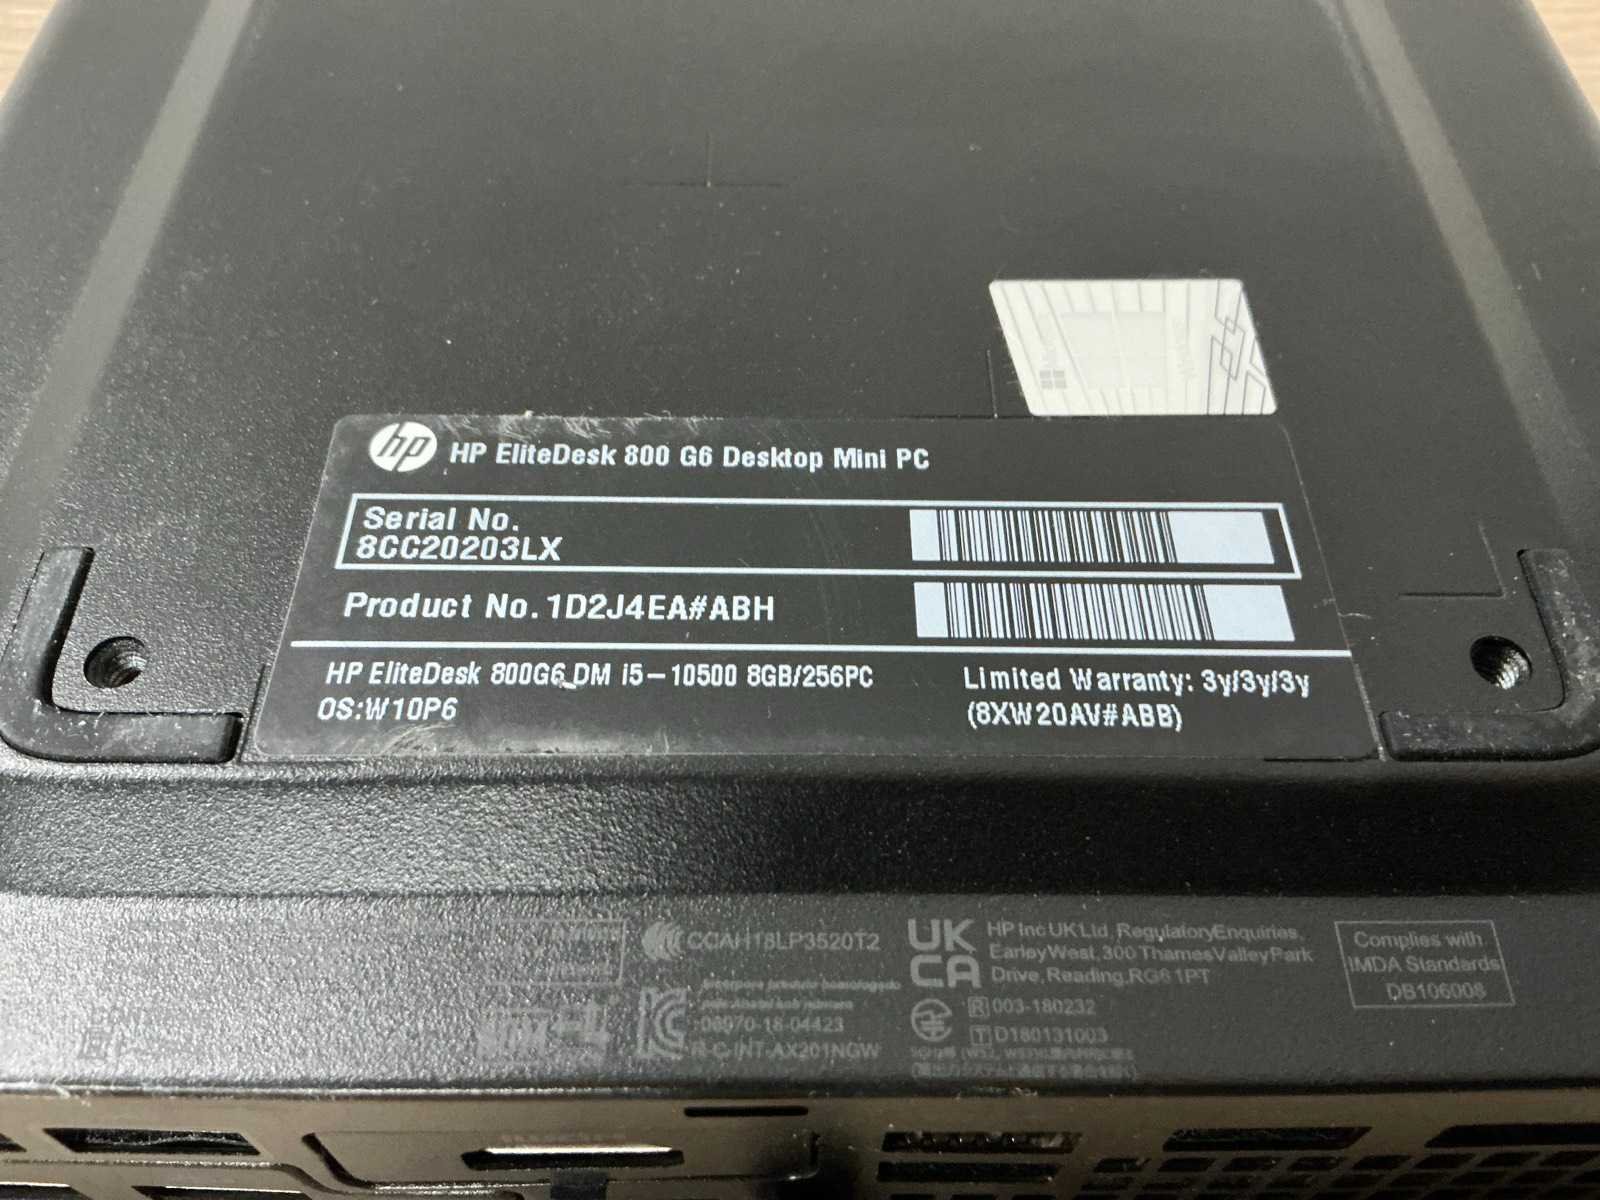 hp HP EliteDesk 800 G6 Desktop Mini PC
Serial No.
8CC20203LX
Product No. 1D2J4EA#ABH
HP EliteDesk 800G6 DM i5-10500 8GB/256PC
OS:W10P6
Limited Warranty: 3y/3y/3y
(8XW20AV#ABB)
CCAH18LP3520T2
06970-18-04423
R-C-INT-AX201NGW
UK
CA
HP Inc UK Ltd, Regulatory Enquiries,
Earley West, 300 Thames Valley Park
Drive, Reading, RG6 1PT
R 003-180232
T D180131003
Complies with
IMDA Standards
DB106008